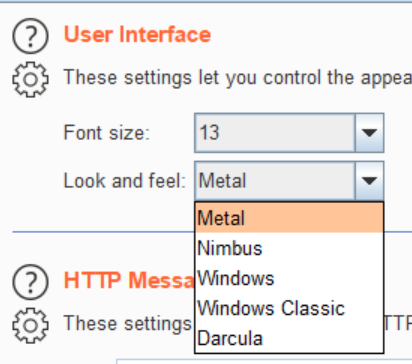 User Interface
These settings let you control the appea
Font size: 13
Look and feel: Metal
Metal
Nimbus
Windows
Windows Classic
Darcula
HTTP Messa
These settings